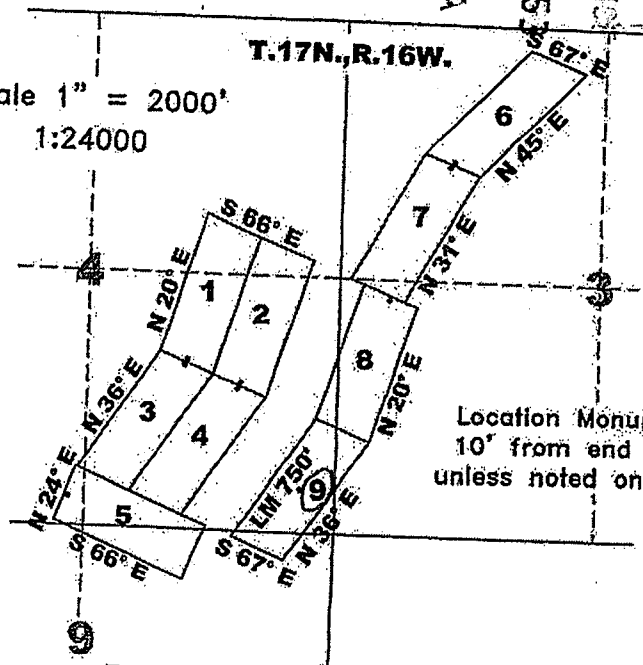 T.17N.,R.16W.
ale 1" = 2000'
1:24000
S 67° E
6
N 45° E
7
N 31° E
S 66° E
4
N 20° E
1
2
3
8
N 20° E
N 36° E
3
4
Location Monu
10' from end
unless noted on
LM 750'
9
N 36° E
N 24° E
5
S 66° E
S 67° E
9